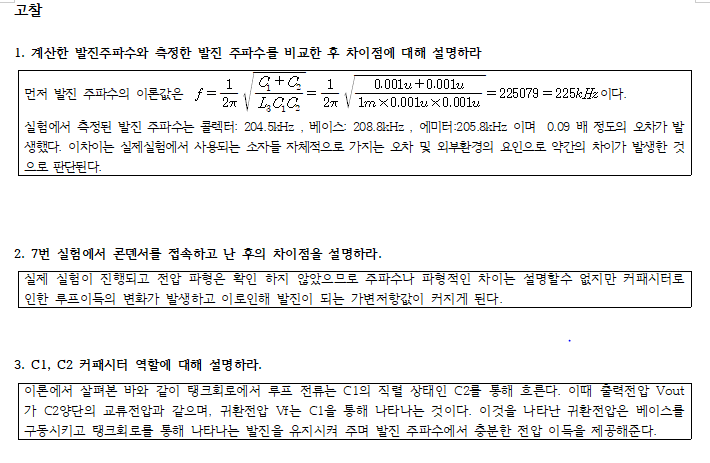 고찰
1. 계산한 발진주파수와 측정한 발진 주파수를 비교한 후 차이점에 대해 설명하라
먼저 발진 주파수의 이론값은 f = 1/2π √(C₁+C₂ / L₃C₁C₂) = 1/2π √(0.001u+0.001u / 1m×0.001u×0.001u) = 225079 = 225kHz이다.
실험에서 측정된 발진 주파수는 콜렉터: 204.5kHz , 베이스: 208.8kHz , 에미터:205.8kHz 이며 0.09 배 정도의 오차가 발
생했다. 이차이는 실제실험에서 사용되는 소자들 자체적으로 가지는 오차 및 외부환경의 요인으로 약간의 차이가 발생한 것
으로 판단된다.
2. 7번 실험에서 콘덴서를 접속하고 난 후의 차이점을 설명하라.
실제 실험이 진행되고 전압 파형은 확인 하지 않았으므로 주파수나 파형적인 차이는 설명할수 없지만 커패시터로
인한 루프이득의 변화가 발생하고 이로인해 발진이 되는 가변저항값이 커지게 된다.
3. C1, C2 커패시터 역할에 대해 설명하라.
이론에서 살펴본 바와 같이 탱크회로에서 루프 전류는 C1의 직렬 상태인 C2를 통해 흐른다. 이때 출력전압 Vout
가 C2양단의 교류전압과 같으며, 귀환전압 Vf는 C1을 통해 나타나는 것이다. 이것을 나타난 귀환전압은 베이스를
구동시키고 탱크회로를 통해 나타나는 발진을 유지시켜 주며 발진 주파수에서 충분한 전압 이득을 제공해준다.